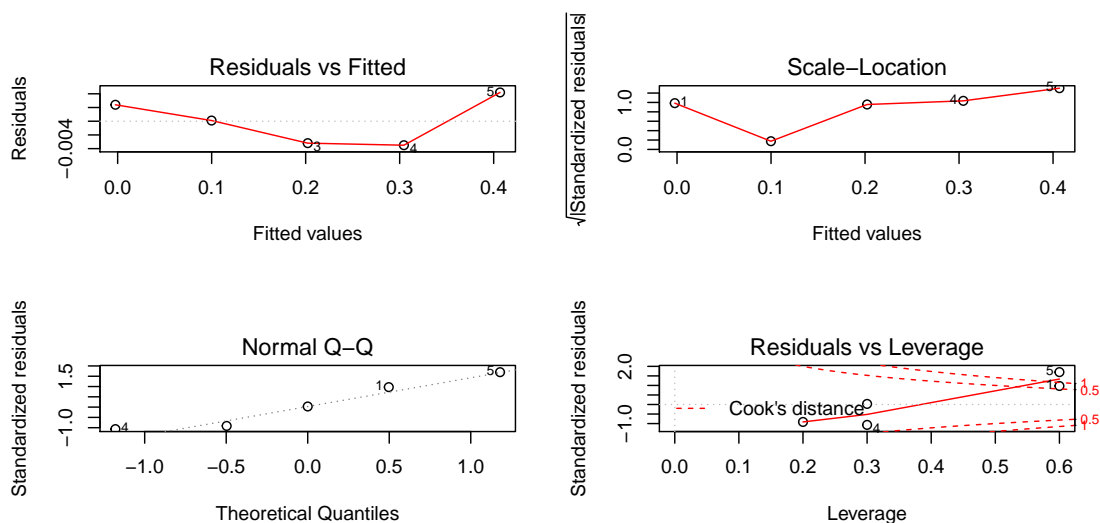 Residuals vs Fitted
Residuals
−0.004
3
4
5
0.0 0.1 0.2 0.3 0.4
Fitted values
Scale−Location
√|Standardized residuals|
0.0 1.0
1
4
5
0.0 0.1 0.2 0.3 0.4
Fitted values
Normal Q−Q
Standardized residuals
−1.0 1.5
4
1
5
−1.0 −0.5 0.0 0.5 1.0
Theoretical Quantiles
Residuals vs Leverage
Standardized residuals
−1.0 2.0
5
1
4
Cook's distance
1
0.5
0.5
1
0.0 0.1 0.2 0.3 0.4 0.5 0.6
Leverage